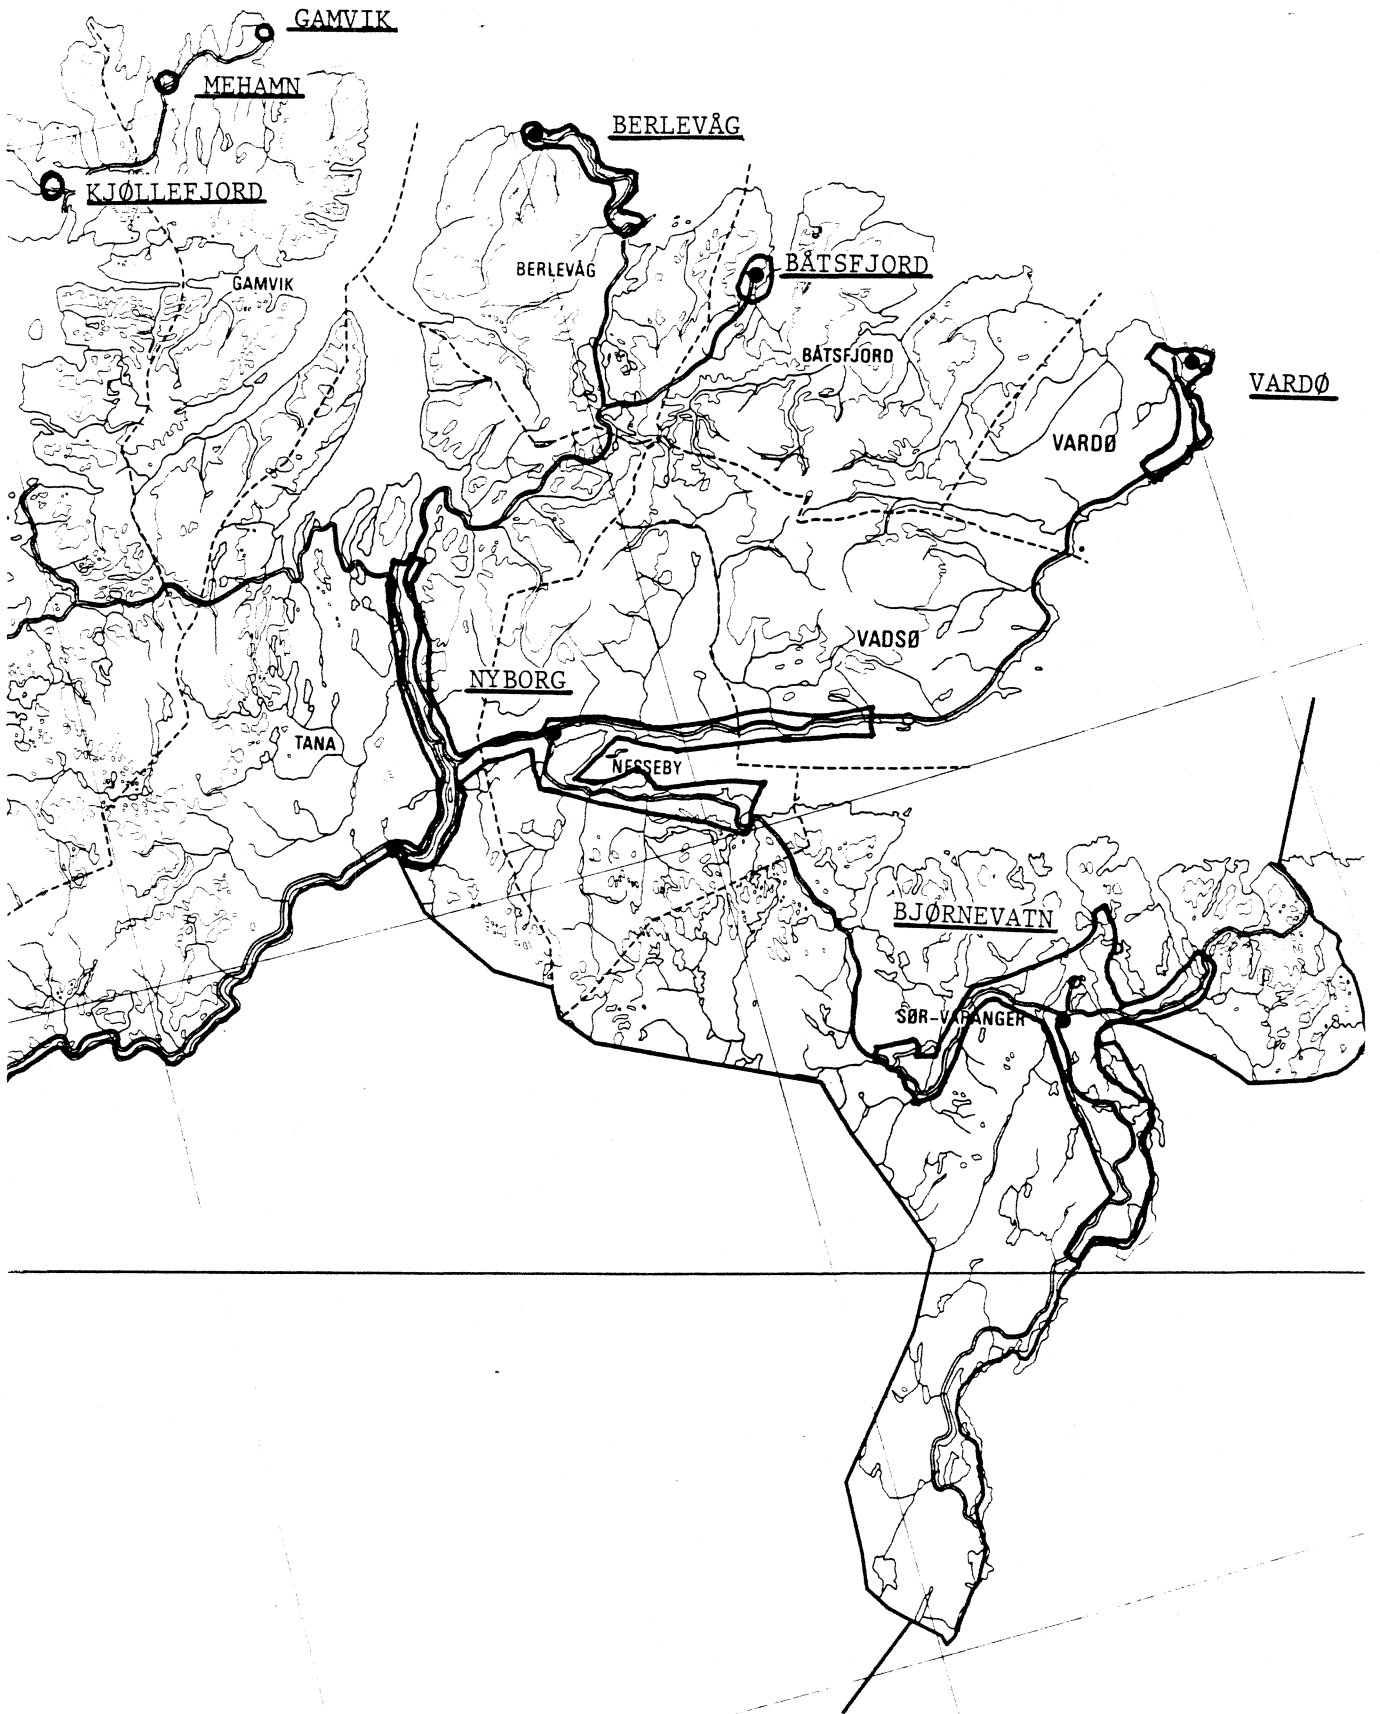 GAMVIK
MEHAMN
BERLEVÅG
KJØLLEFJORD
BERLEVÅG
BÅTSFJORD
GAMVIK
BÅTSFJORD
VARDØ
VARDØ
VADSØ
NYBORG
TANA
NESSEBY
BJØRNEVATN
SØR-VARANGER